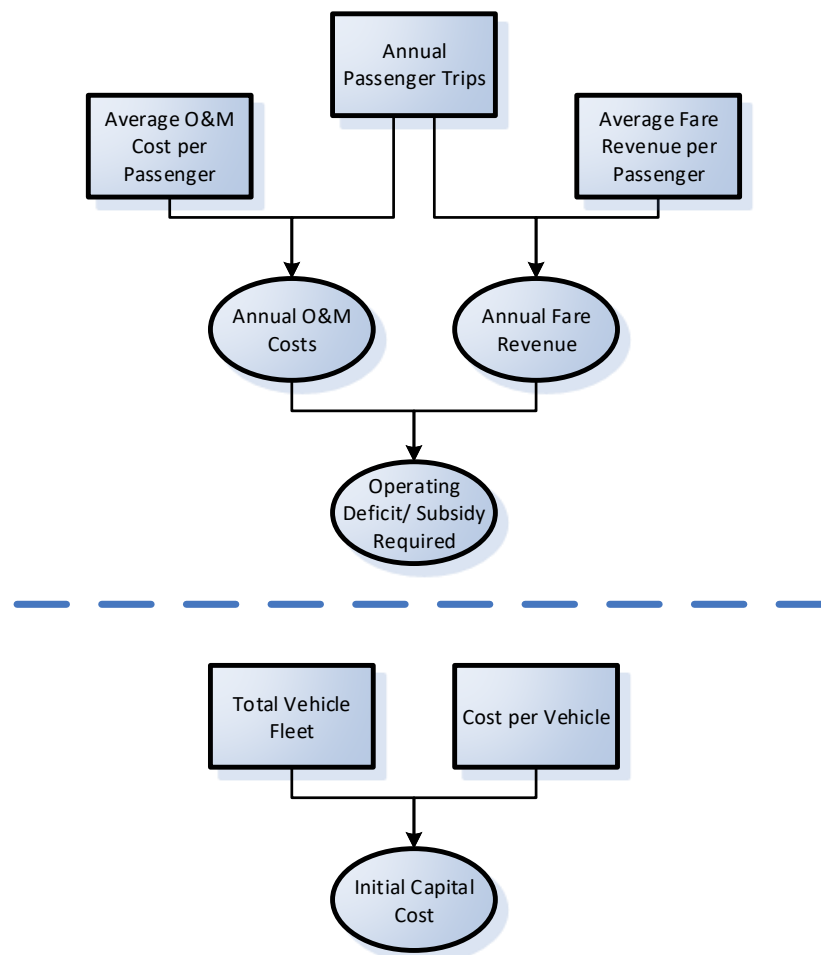 Annual
Passenger Trips
Average O&M
Cost per
Passenger
Average Fare
Revenue per
Passenger
Annual O&M
Costs
Annual Fare
Revenue
Operating
Deficit/ Subsidy
Required
Total Vehicle
Fleet
Cost per Vehicle
Initial Capital
Cost